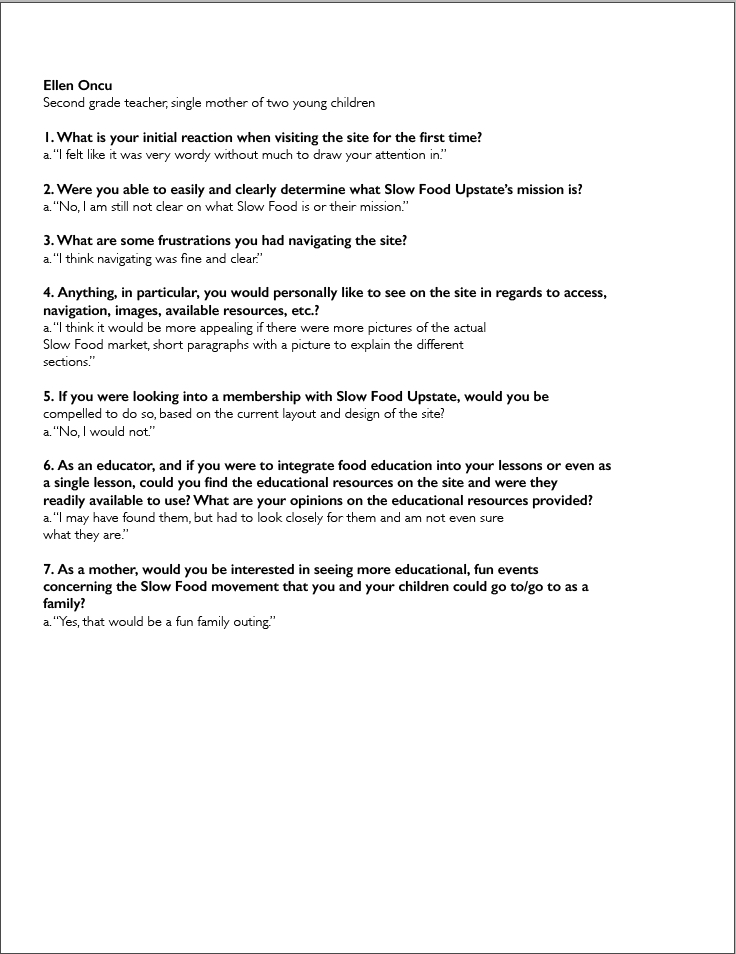 Ellen Oncu
Second grade teacher, single mother of two young children
1. What is your initial reaction when visiting the site for the first time?
a. “I felt like it was very wordy without much to draw your attention in.”
2. Were you able to easily and clearly determine what Slow Food Upstate’s mission is?
a. “No, I am still not clear on what Slow Food is or their mission.”
3. What are some frustrations you had navigating the site?
a. “I think navigating was fine and clear.”
4. Anything, in particular, you would personally like to see on the site in regards to access,
navigation, images, available resources, etc.?
a. “I think it would be more appealing if there were more pictures of the actual
Slow Food market, short paragraphs with a picture to explain the different
sections.”
5. If you were looking into a membership with Slow Food Upstate, would you be
compelled to do so, based on the current layout and design of the site?
a. “No, I would not.”
6. As an educator, and if you were to integrate food education into your lessons or even as
a single lesson, could you find the educational resources on the site and were they
readily available to use? What are your opinions on the educational resources provided?
a. “I may have found them, but had to look closely for them and am not even sure
what they are.”
7. As a mother, would you be interested in seeing more educational, fun events
concerning the Slow Food movement that you and your children could go to/go to as a
family?
a. “Yes, that would be a fun family outing.”